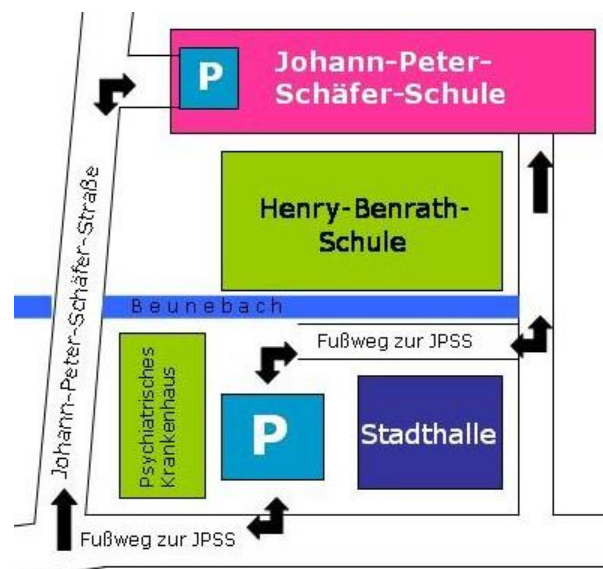 P
Johann-Peter-
Schäfer-Schule
Henry-Benrath-
Schule
Johann-Peter-Schäfer-Straße
Beunebach
Fußweg zur JPSS
Psychiatrisches
Krankenhaus
P
Stadthalle
Fußweg zur JPSS